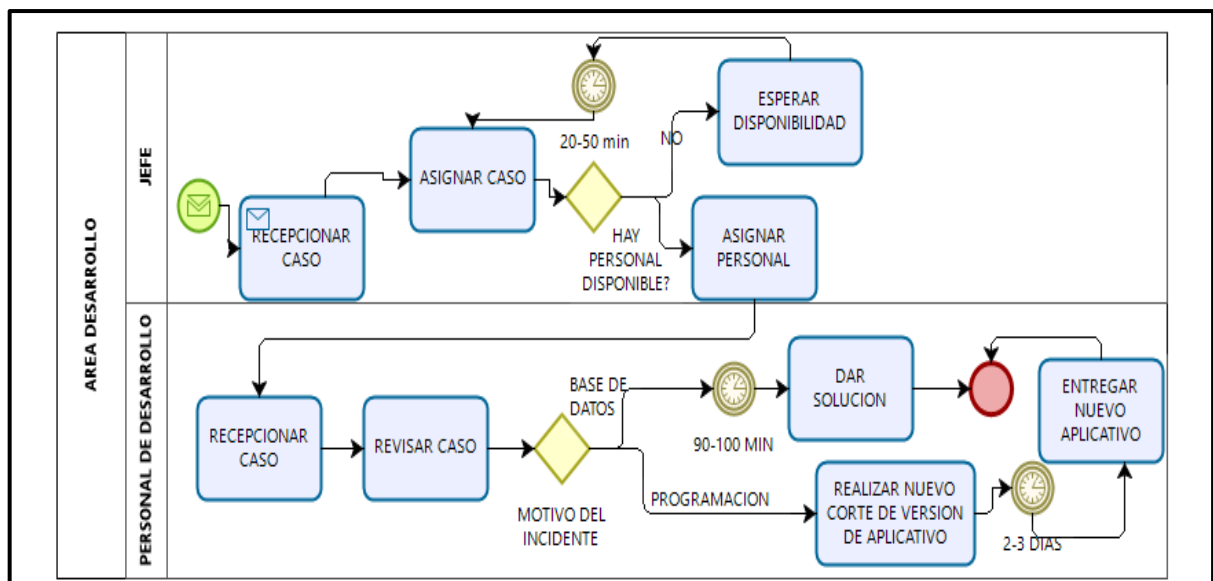 AREA DESARROLLO
JEFE
RECEPCIONAR
CASO
ASIGNAR CASO
20-50 min
HAY
PERSONAL
DISPONIBLE?
NO
ESPERAR
DISPONIBILIDAD
ASIGNAR
PERSONAL
PERSONAL DE DESARROLLO
RECEPCIONAR
CASO
REVISAR CASO
MOTIVO DEL
INCIDENTE
BASE DE
DATOS
90-100 MIN
DAR
SOLUCION
PROGRAMACION
REALIZAR NUEVO
CORTE DE VERSION
DE APLICATIVO
2-3 DIAS
ENTREGAR
NUEVO
APLICATIVO